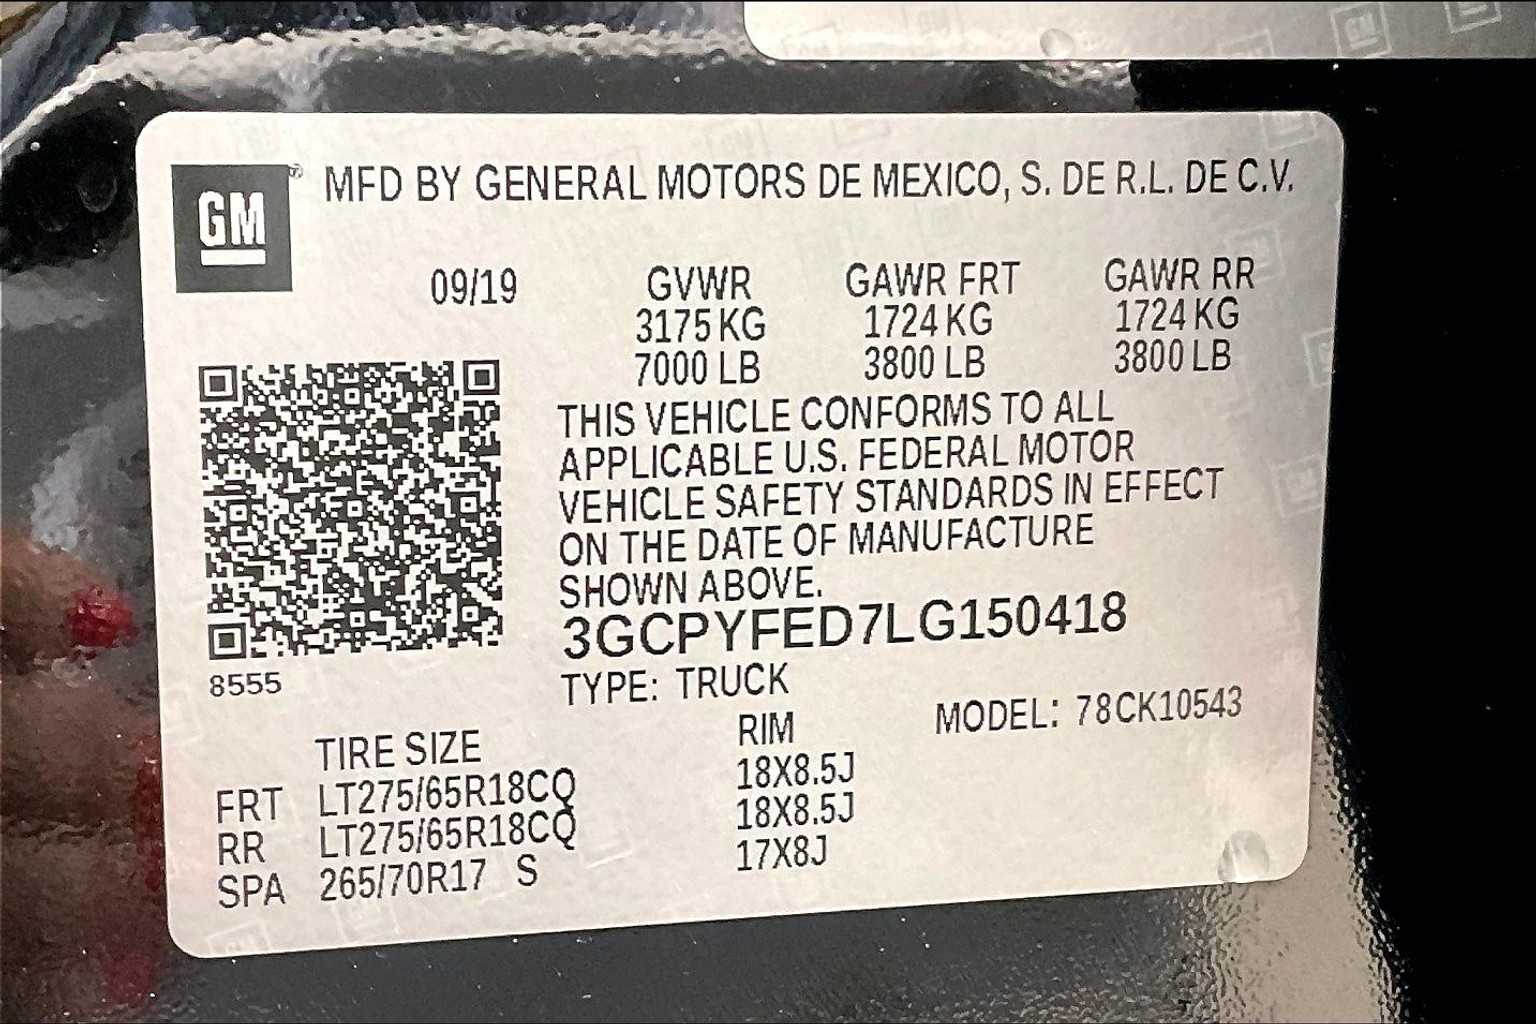 GM
MFD BY GENERAL MOTORS DE MEXICO, S. DE R.L. DE C.V.
09/19 GVWR GAWR FRT GAWR RR
3175 KG 1724 KG 1724 KG
7000 LB 3800 LB 3800 LB
THIS VEHICLE CONFORMS TO ALL
APPLICABLE U.S. FEDERAL MOTOR
VEHICLE SAFETY STANDARDS IN EFFECT
ON THE DATE OF MANUFACTURE
SHOWN ABOVE.
3GCPYFED7LG150418
8555
TYPE: TRUCK
MODEL: 78CK10543
TIRE SIZE RIM
FRT LT275/65R18CQ 18X8.5J
RR LT275/65R18CQ 18X8.5J
SPA 265/70R17 S 17X8J